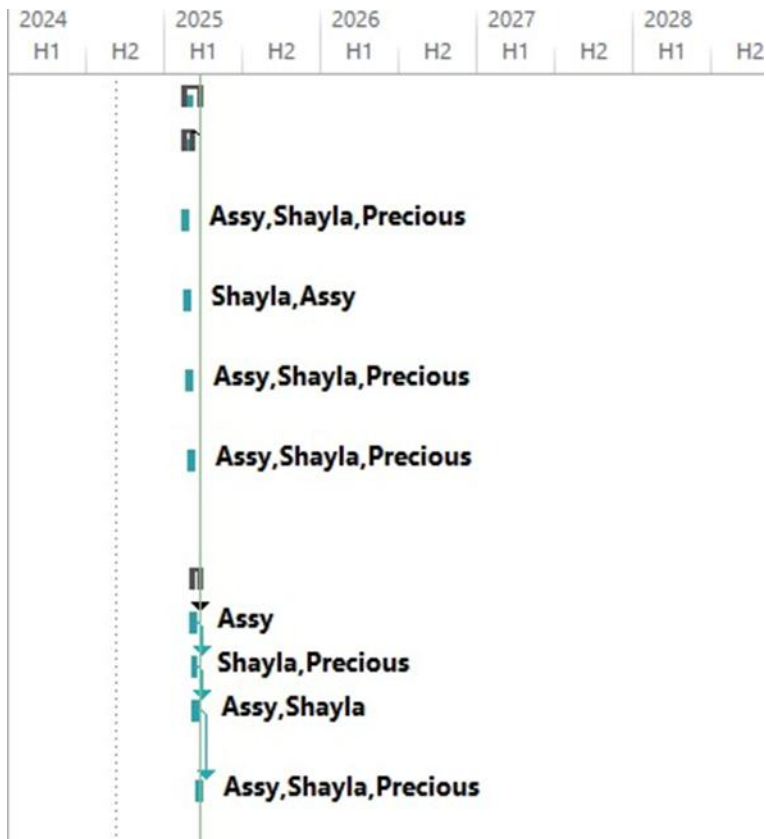 2024 2025 2026 2027 2028
H1 H2 H1 H2 H1 H2 H1 H2 H1 H2
Assy,Shayla,Precious
Shayla,Assy
Assy,Shayla,Precious
Assy,Shayla,Precious
Assy
Shayla,Precious
Assy,Shayla
Assy,Shayla,Precious